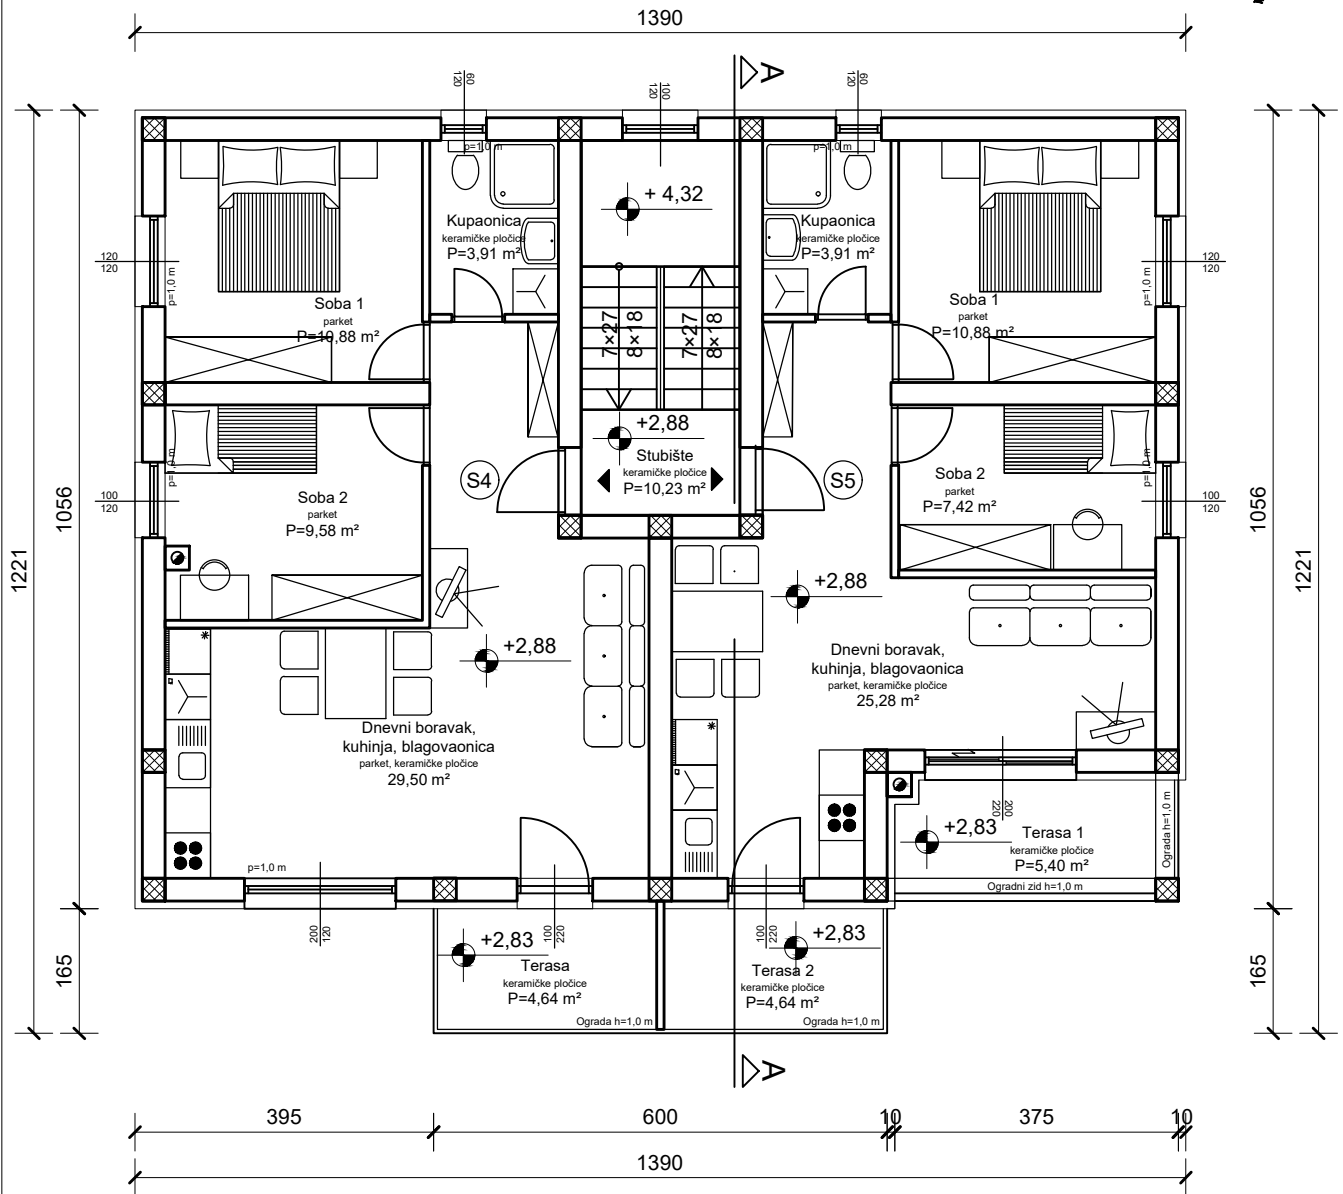 1390
A
60
120
100
120
60
120
p=1,0 m
p=1,0 m
+ 4,32
Kupaonica
keramičke pločice
P=3,91 m²
Kupaonica
keramičke pločice
P=3,91 m²
120
120
p=1,0 m
120
120
p=1,0 m
Soba 1
parket
P=10,88 m²
Soba 1
parket
P=10,88 m²
7×27
8×18
7×27
8×18
+2,88
Stubište
keramičke pločice
P=10,23 m²
S4
S5
100
120
p=1,0 m
100
120
p=1,0 m
Soba 2
parket
P=9,58 m²
Soba 2
parket
P=7,42 m²
1221
1056
1056
1221
+2,88
+2,88
Dnevni boravak,
kuhinja, blagovaonica
parket, keramičke pločice
29,50 m²
Dnevni boravak,
kuhinja, blagovaonica
parket, keramičke pločice
25,28 m²
*
*
200
220
+2,83
Terasa 1
keramičke pločice
P=5,40 m²
Ograda h=1,0 m
Ogradni zid h=1,0 m
p=1,0 m
200
120
100
220
100
220
165
165
+2,83
Terasa
keramičke pločice
P=4,64 m²
Ograda h=1,0 m
+2,83
Terasa 2
keramičke pločice
P=4,64 m²
Ograda h=1,0 m
A
395
600
10
375
10
1390